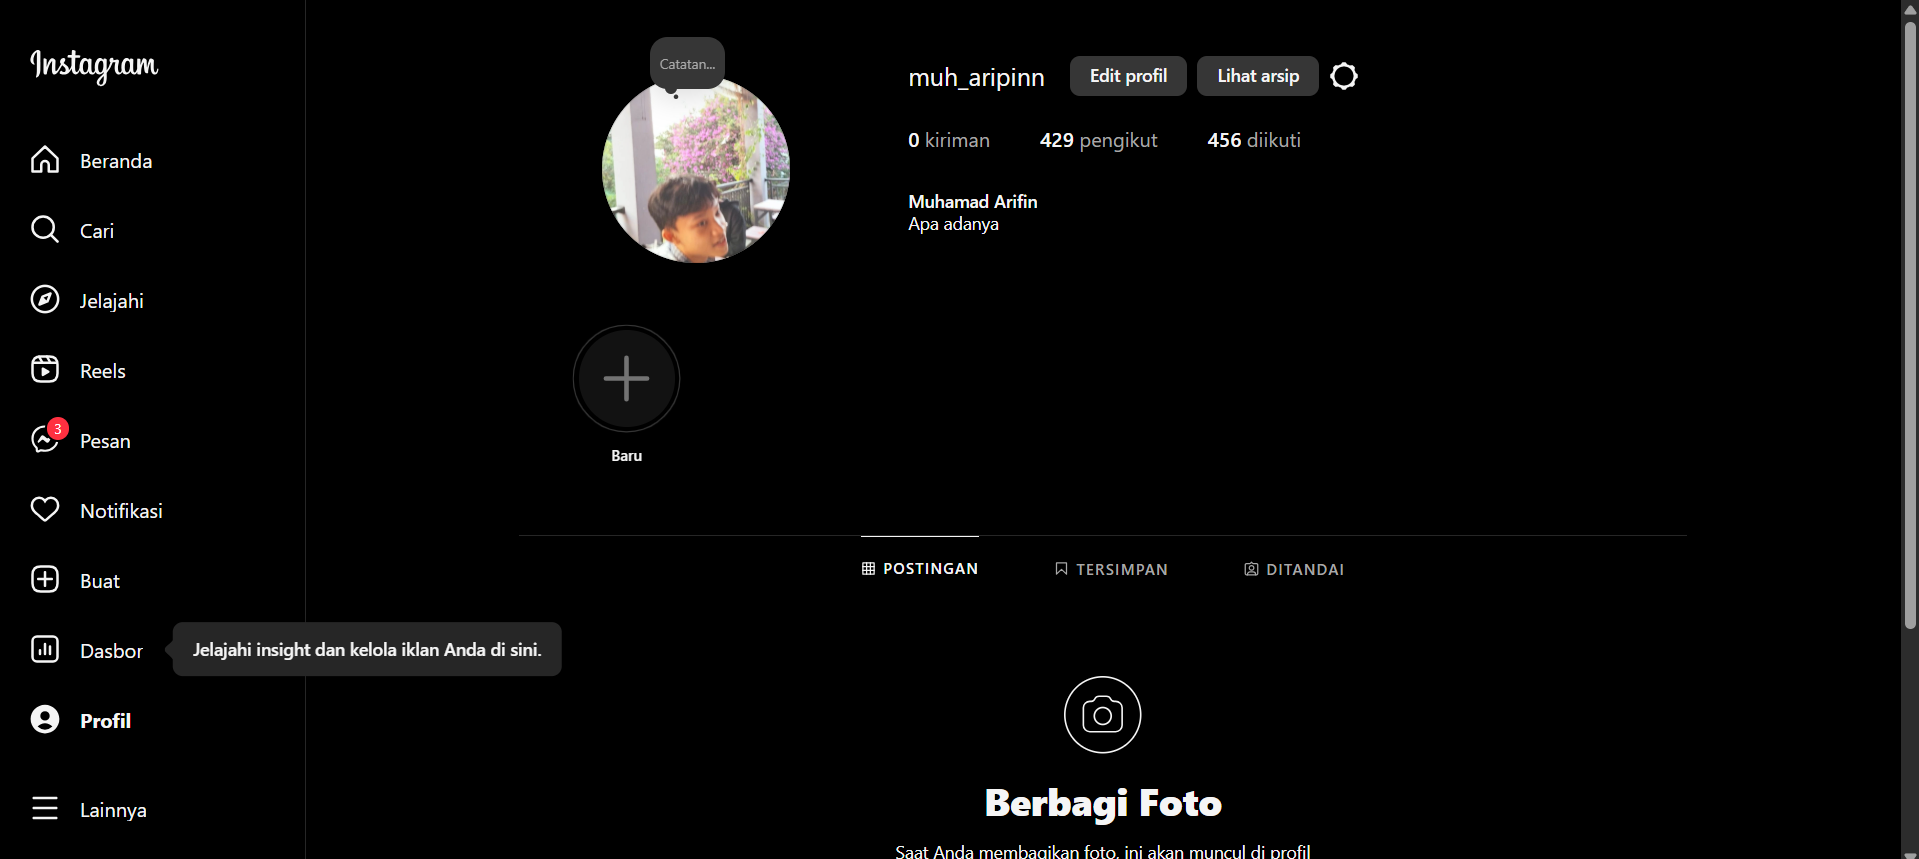 Instagram
Beranda
Cari
Jelajahi
Reels
3
Pesan
Notifikasi
Buat
Dasbor
Jelajahi insight dan kelola iklan Anda di sini.
Profil
Lainnya
Catatan...
muh_aripinn
Edit profil
Lihat arsip
0 kiriman 429 pengikut 456 diikuti
Muhamad Arifin
Apa adanya
Baru
POSTINGAN
TERSIMPAN
DITANDAI
Berbagi Foto
Saat Anda membagikan foto, ini akan muncul di profil